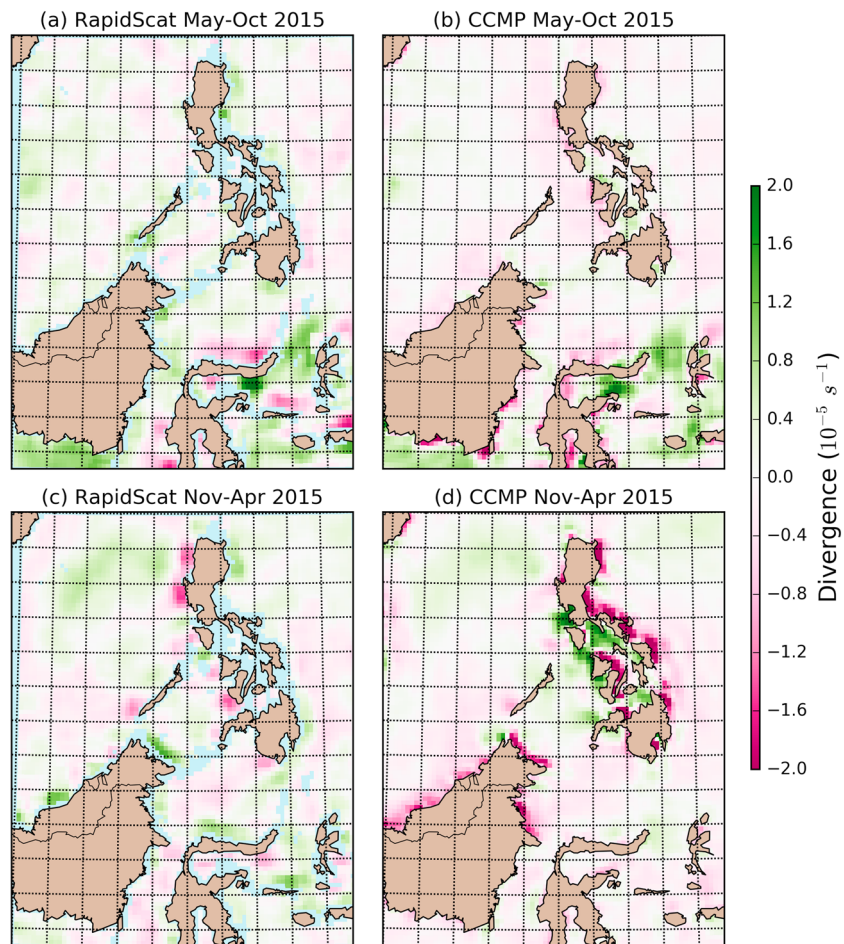 (a) RapidScat May-Oct 2015
(b) CCMP May-Oct 2015
(c) RapidScat Nov-Apr 2015
(d) CCMP Nov-Apr 2015
2.0
1.6
1.2
0.8
0.4
0.0
−0.4
−0.8
−1.2
−1.6
−2.0
Divergence (10⁻⁵ s⁻¹)